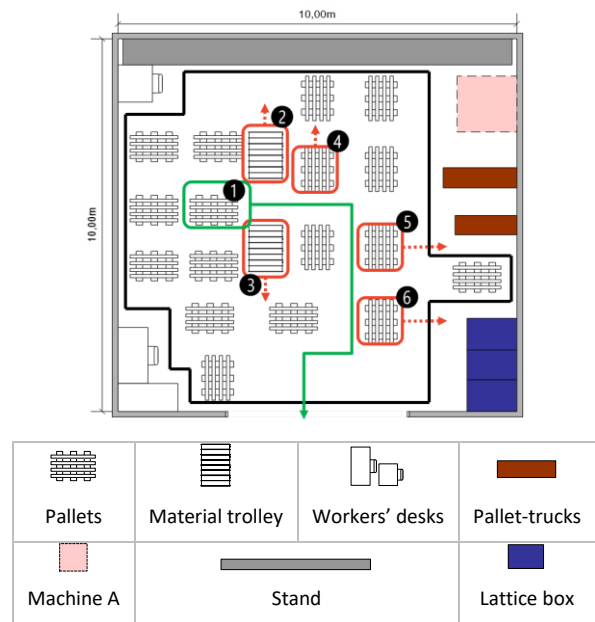 10,00m
10,00m
2
4
1
5
3
6
Pallets
Material trolley
Workers’ desks
Pallet-trucks
Machine A
Stand
Lattice box